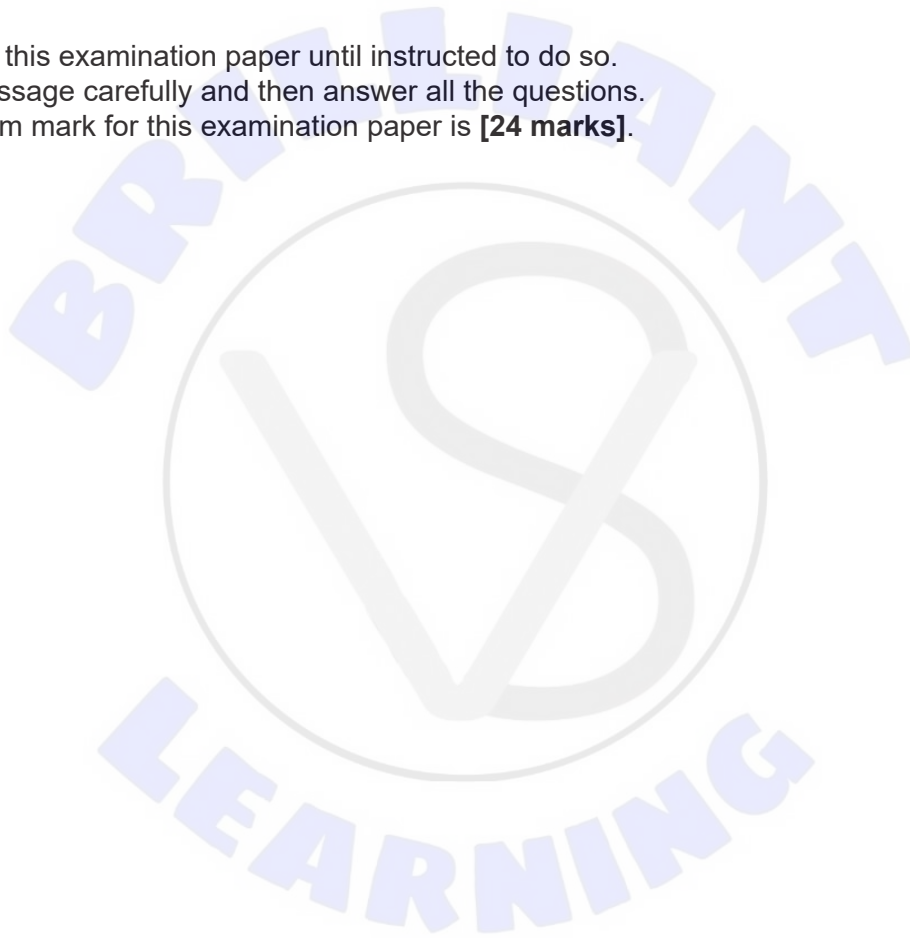 BRILLIANT
this examination paper until instructed to do so.
ssage carefully and then answer all the questions.
m mark for this examination paper is [24 marks].
VS
LEARNING